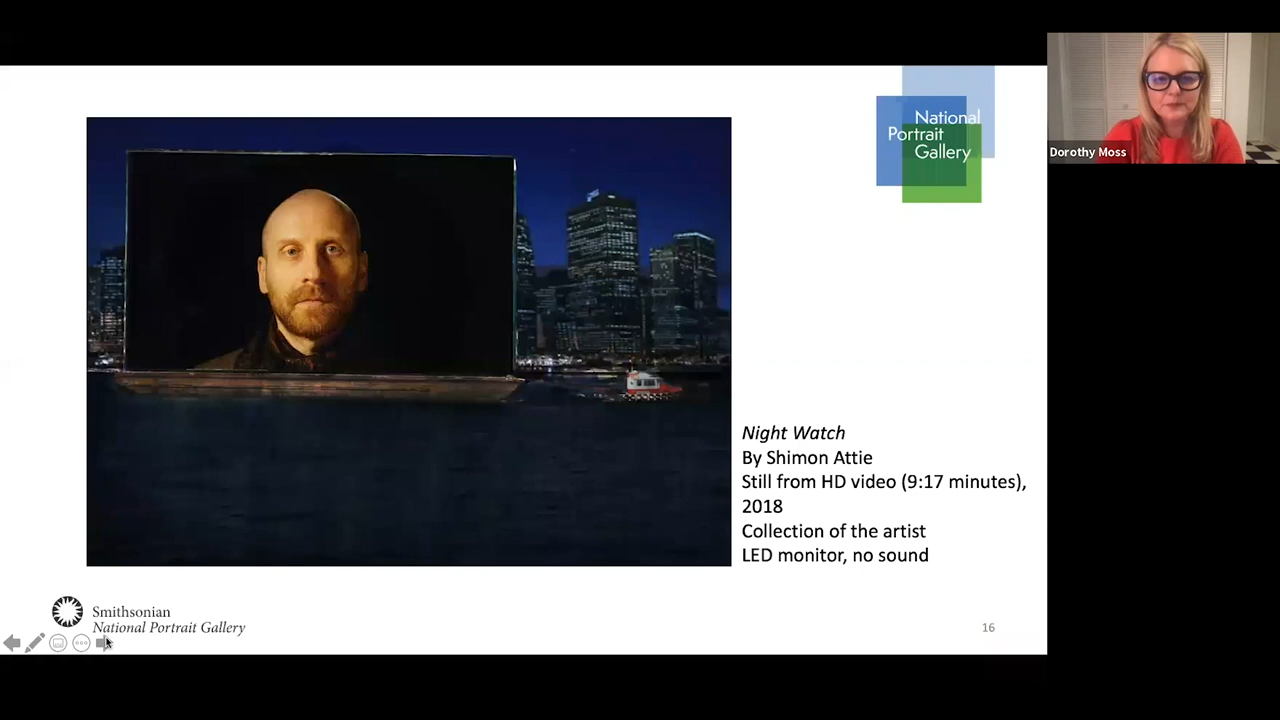 National
Portrait
Gallery
Dorothy Moss
Night Watch
By Shimon Attie
Still from HD video (9:17 minutes),
2018
Collection of the artist
LED monitor, no sound
Smithsonian
National Portrait Gallery
16